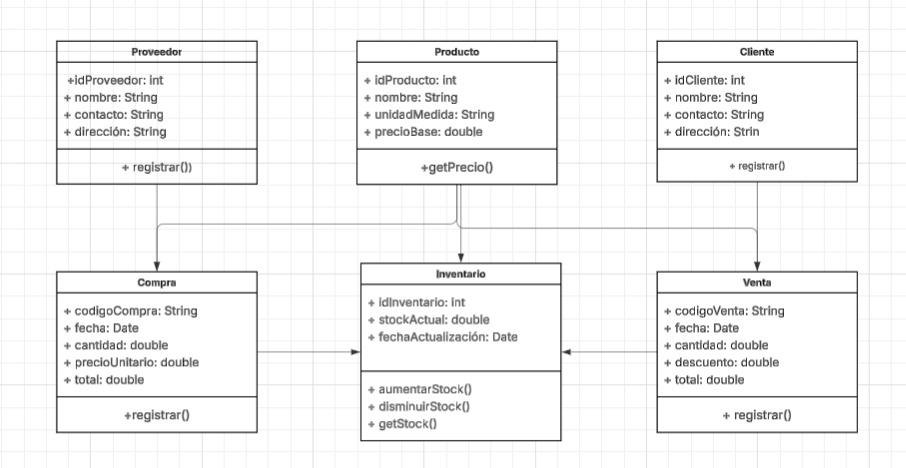 Proveedor
+idProveedor: int
+ nombre: String
+ contacto: String
+ dirección: String
+ registrar())
Producto
+ idProducto: int
+ nombre: String
+ unidadMedida: String
+ precioBase: double
+getPrecio()
Cliente
+ idCliente: int
+ nombre: String
+ contacto: String
+ dirección: Strin
+ registrar()
Compra
+ codigoCompra: String
+ fecha: Date
+ cantidad: double
+ precioUnitario: double
+ total: double
+registrar()
Inventario
+ idInventario: int
+ stockActual: double
+ fechaActualización: Date
+ aumentarStock()
+ disminuirStock()
+ getStock()
Venta
+ codigoVenta: String
+ fecha: Date
+ cantidad: double
+ descuento: double
+ total: double
+ registrar()